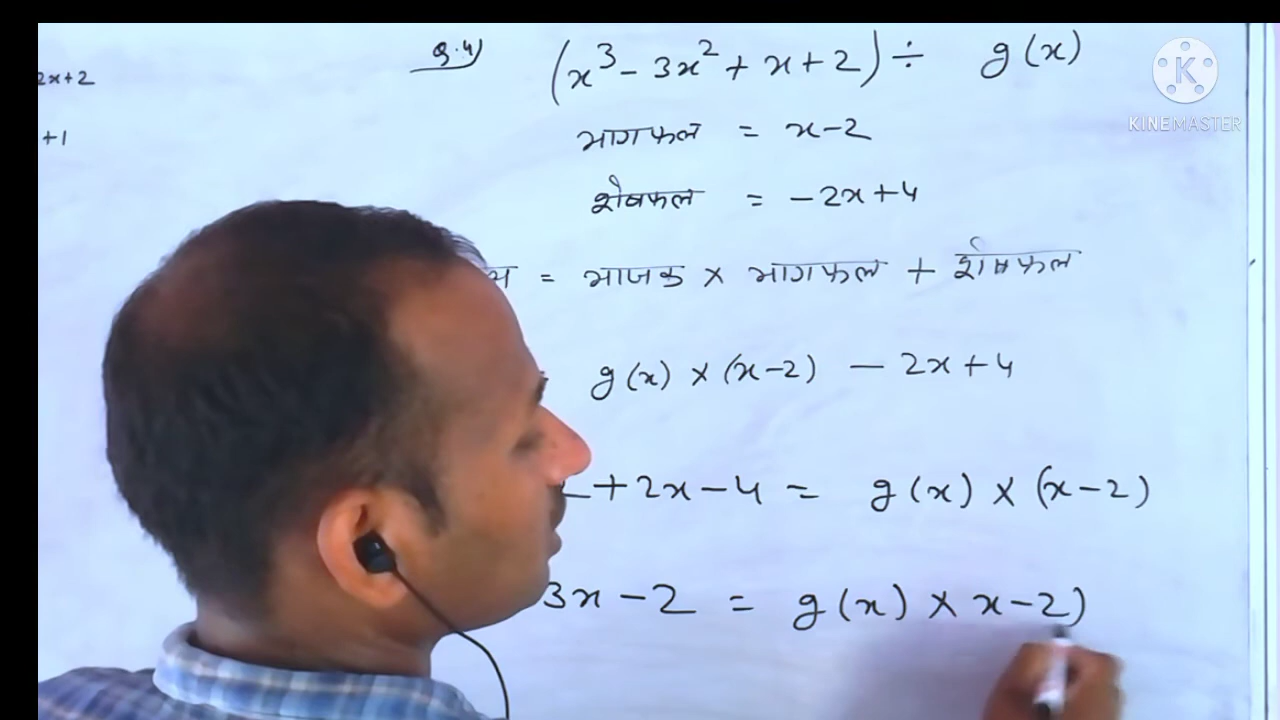 2x+2
+1
Q.4) (x³ - 3x² + x + 2) ÷ g(x)
KINEMASTER
भागफल = x-2
शेषफल = -2x+4
= भाजक × भागफल + शेषफल
g(x) × (x-2) - 2x+4
+2x-4 = g(x) × (x-2)
3x-2 = g(x) × x-2)